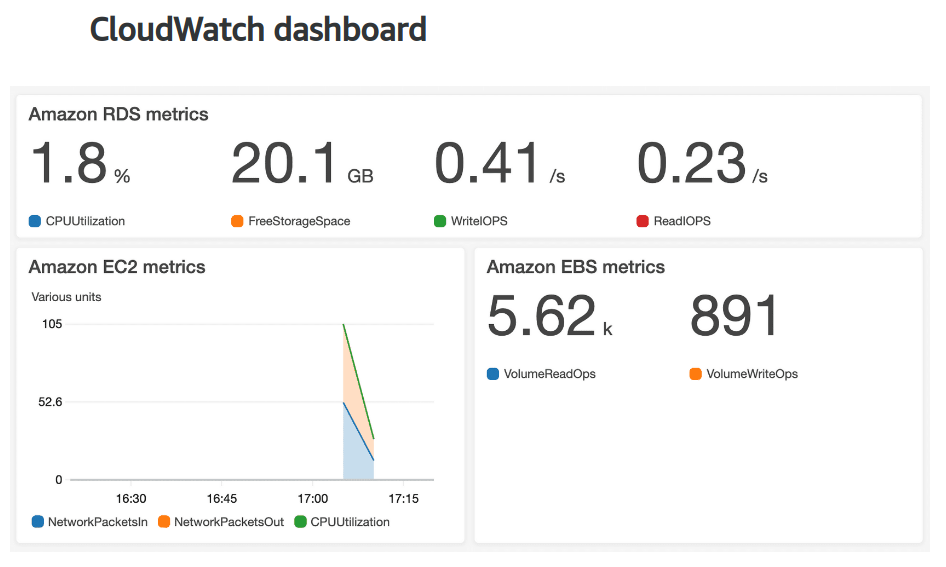 CloudWatch dashboard
Amazon RDS metrics
1.8 % 20.1 GB 0.41 /s 0.23 /s
CPUUtilization FreeStorageSpace WriteIOPS ReadIOPS
Amazon EC2 metrics
Various units
105
52.6
0
16:30 16:45 17:00 17:15
NetworkPacketsIn NetworkPacketsOut CPUUtilization
Amazon EBS metrics
5.62 k 891
VolumeReadOps VolumeWriteOps